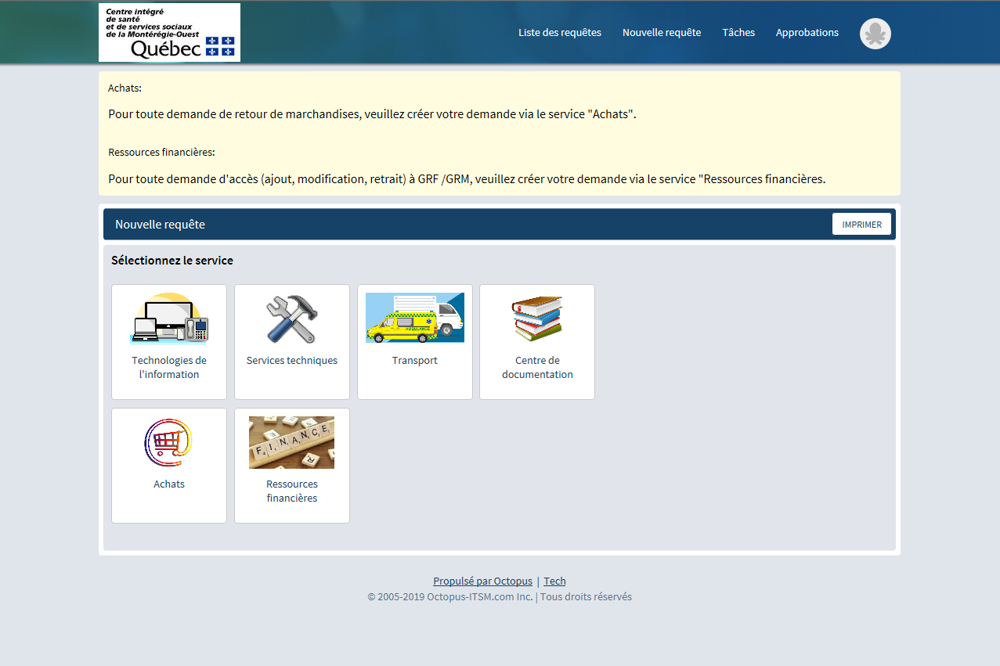 Centre intégré
de santé
et de services sociaux
de la Montérégie-Ouest
Québec
Liste des requêtes
Nouvelle requête
Tâches
Approbations
Achats:
Pour toute demande de retour de marchandises, veuillez créer votre demande via le service "Achats".
Ressources financières:
Pour toute demande d'accès (ajout, modification, retrait) à GRF /GRM, veuillez créer votre demande via le service "Ressources financières.
Nouvelle requête
IMPRIMER
Sélectionnez le service
AMBULANCE
Technologies de
l'information
Services techniques
Transport
Centre de
documentation
FINANCE
R
Achats
Ressources
financières
Propulsé par Octopus | Tech
© 2005-2019 Octopus-ITSM.com Inc. | Tous droits réservés